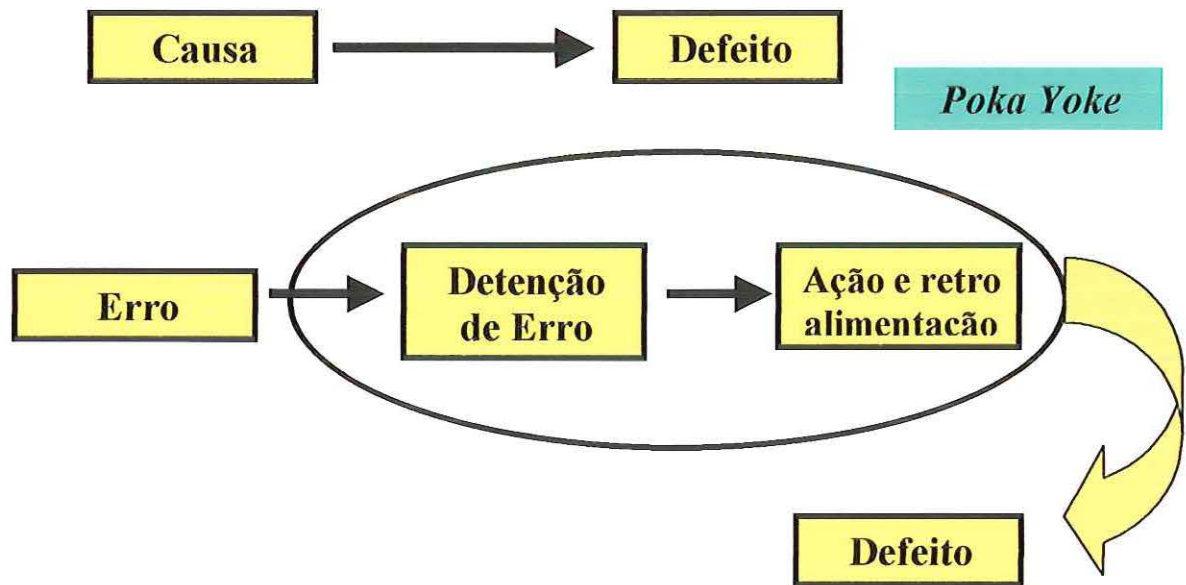 Causa
Defeito
Poka Yoke
Erro
Detenção
de Erro
Ação e retro
alimentacão
Defeito